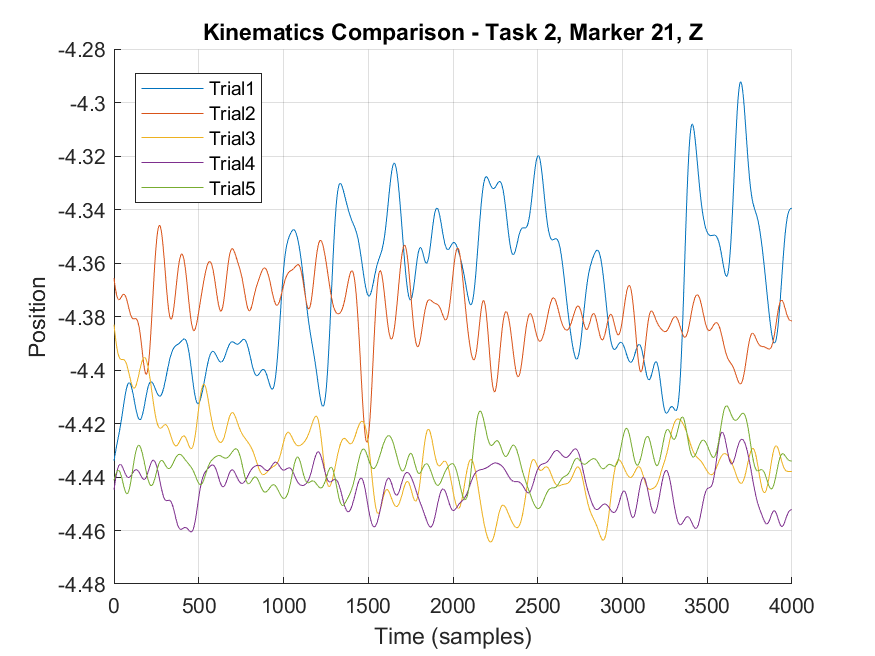 Kinematics Comparison - Task 2, Marker 21, Z
-4.28
-4.3
-4.32
-4.34
-4.36
-4.38
-4.4
-4.42
-4.44
-4.46
-4.48
Position
Trial1
Trial2
Trial3
Trial4
Trial5
0 500 1000 1500 2000 2500 3000 3500 4000
Time (samples)